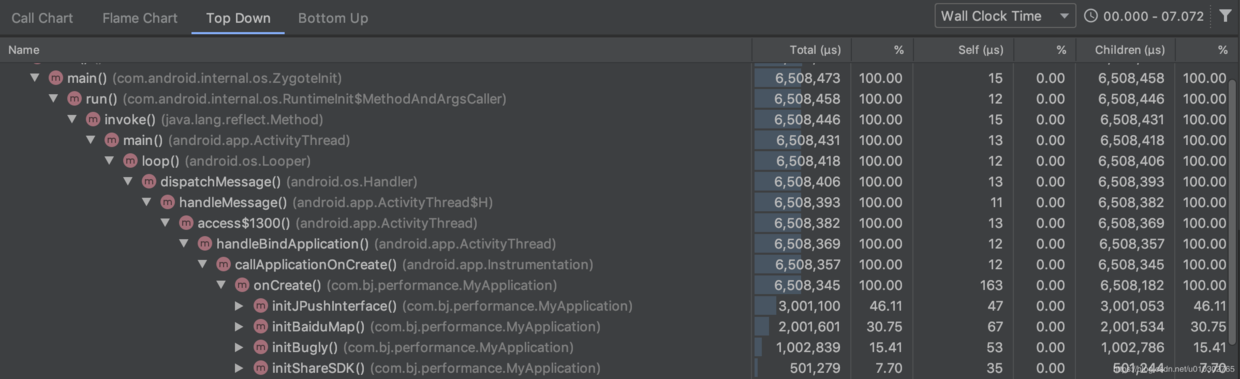 Call Chart Flame Chart Top Down Bottom Up Wall Clock Time 00.000 - 07.072
Name Total (μs) % Self (μs) % Children (μs) %
main() (com.android.internal.os.ZygoteInit) 6,508,473 100.00 15 0.00 6,508,458 100.00
run() (com.android.internal.os.RuntimeInit$MethodAndArgsCaller) 6,508,458 100.00 12 0.00 6,508,446 100.00
invoke() (java.lang.reflect.Method) 6,508,446 100.00 15 0.00 6,508,431 100.00
main() (android.app.ActivityThread) 6,508,431 100.00 13 0.00 6,508,418 100.00
loop() (android.os.Looper) 6,508,418 100.00 12 0.00 6,508,406 100.00
dispatchMessage() (android.os.Handler) 6,508,406 100.00 13 0.00 6,508,393 100.00
handleMessage() (android.app.ActivityThread$H) 6,508,393 100.00 11 0.00 6,508,382 100.00
access$1300() (android.app.ActivityThread) 6,508,382 100.00 13 0.00 6,508,369 100.00
handleBindApplication() (android.app.ActivityThread) 6,508,369 100.00 12 0.00 6,508,357 100.00
callApplicationOnCreate() (android.app.Instrumentation) 6,508,357 100.00 12 0.00 6,508,345 100.00
onCreate() (com.bj.performance.MyApplication) 6,508,345 100.00 163 0.00 6,508,182 100.00
initJPushInterface() (com.bj.performance.MyApplication) 3,001,100 46.11 47 0.00 3,001,053 46.11
initBaiduMap() (com.bj.performance.MyApplication) 2,001,601 30.75 67 0.00 2,001,534 30.75
initBugly() (com.bj.performance.MyApplication) 1,002,839 15.41 53 0.00 1,002,786 15.41
initShareSDK() (com.bj.performance.MyApplication) 501,279 7.70 35 0.00 501,244 7.70